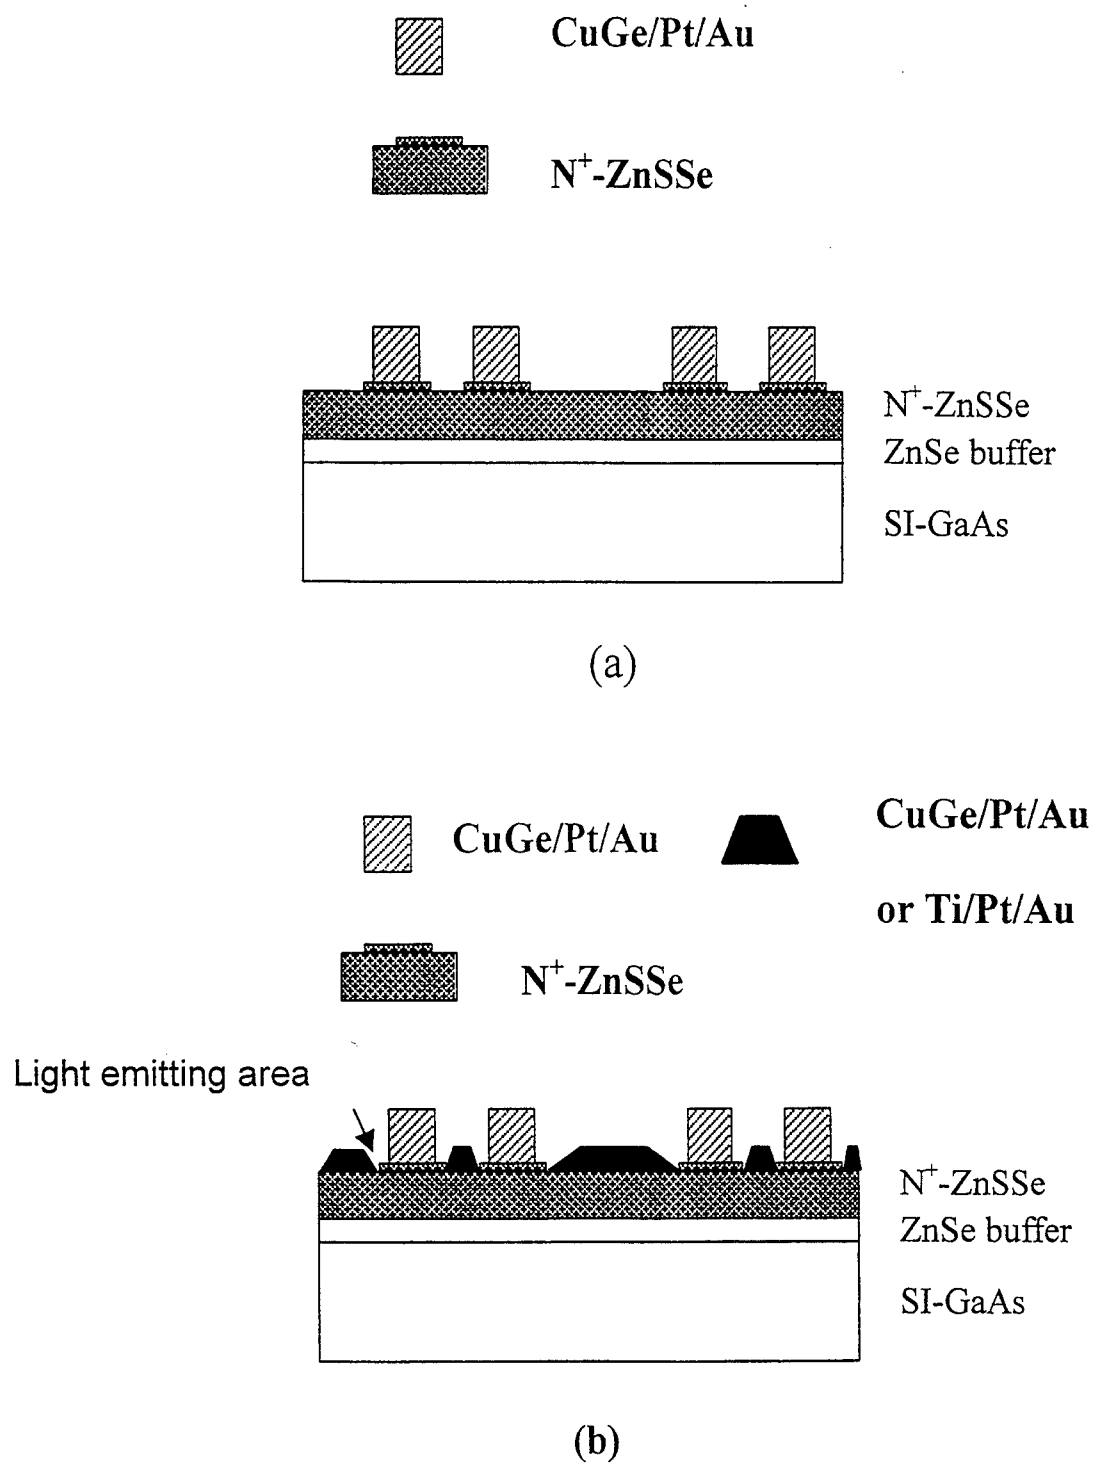 CuGe/Pt/Au
N⁺-ZnSSe
N⁺-ZnSSe
ZnSe buffer
SI-GaAs
(a)
CuGe/Pt/Au
CuGe/Pt/Au
or Ti/Pt/Au
N⁺-ZnSSe
Light emitting area
N⁺-ZnSSe
ZnSe buffer
SI-GaAs
(b)